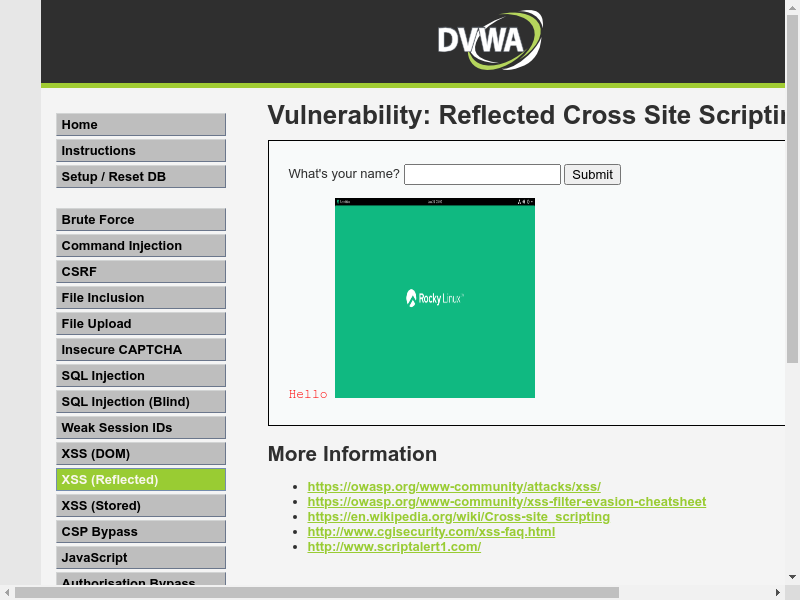 DVWA
Vulnerability: Reflected Cross Site Scriptin
Home
Instructions
Setup / Reset DB
Brute Force
Command Injection
CSRF
File Inclusion
File Upload
Insecure CAPTCHA
SQL Injection
SQL Injection (Blind)
Weak Session IDs
XSS (DOM)
XSS (Reflected)
XSS (Stored)
CSP Bypass
JavaScript
Authorisation Bypass
What's your name? Submit
Rocky Linux
Hello
More Information
https://owasp.org/www-community/attacks/xss/
https://owasp.org/www-community/xss-filter-evasion-cheatsheet
https://en.wikipedia.org/wiki/Cross-site_scripting
http://www.cgisecurity.com/xss-faq.html
http://www.scriptalert1.com/